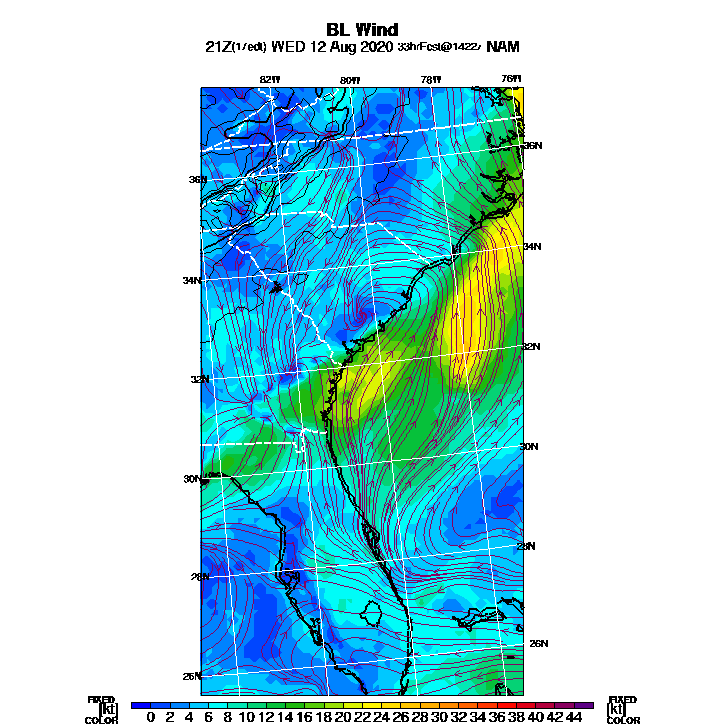 BL Wind
21Z(17edt) WED 12 Aug 2020 33hrFcst@1422z NAM
82W 80W 78W 76W
36N
36N
34N
34N
32N
32N
30N
30N
28N
28N
26N
26N
FIXED FIXED
[kt] 0 2 4 6 8 10 12 14 16 18 20 22 24 26 28 30 32 34 36 38 40 42 44 [kt]
COLOR COLOR